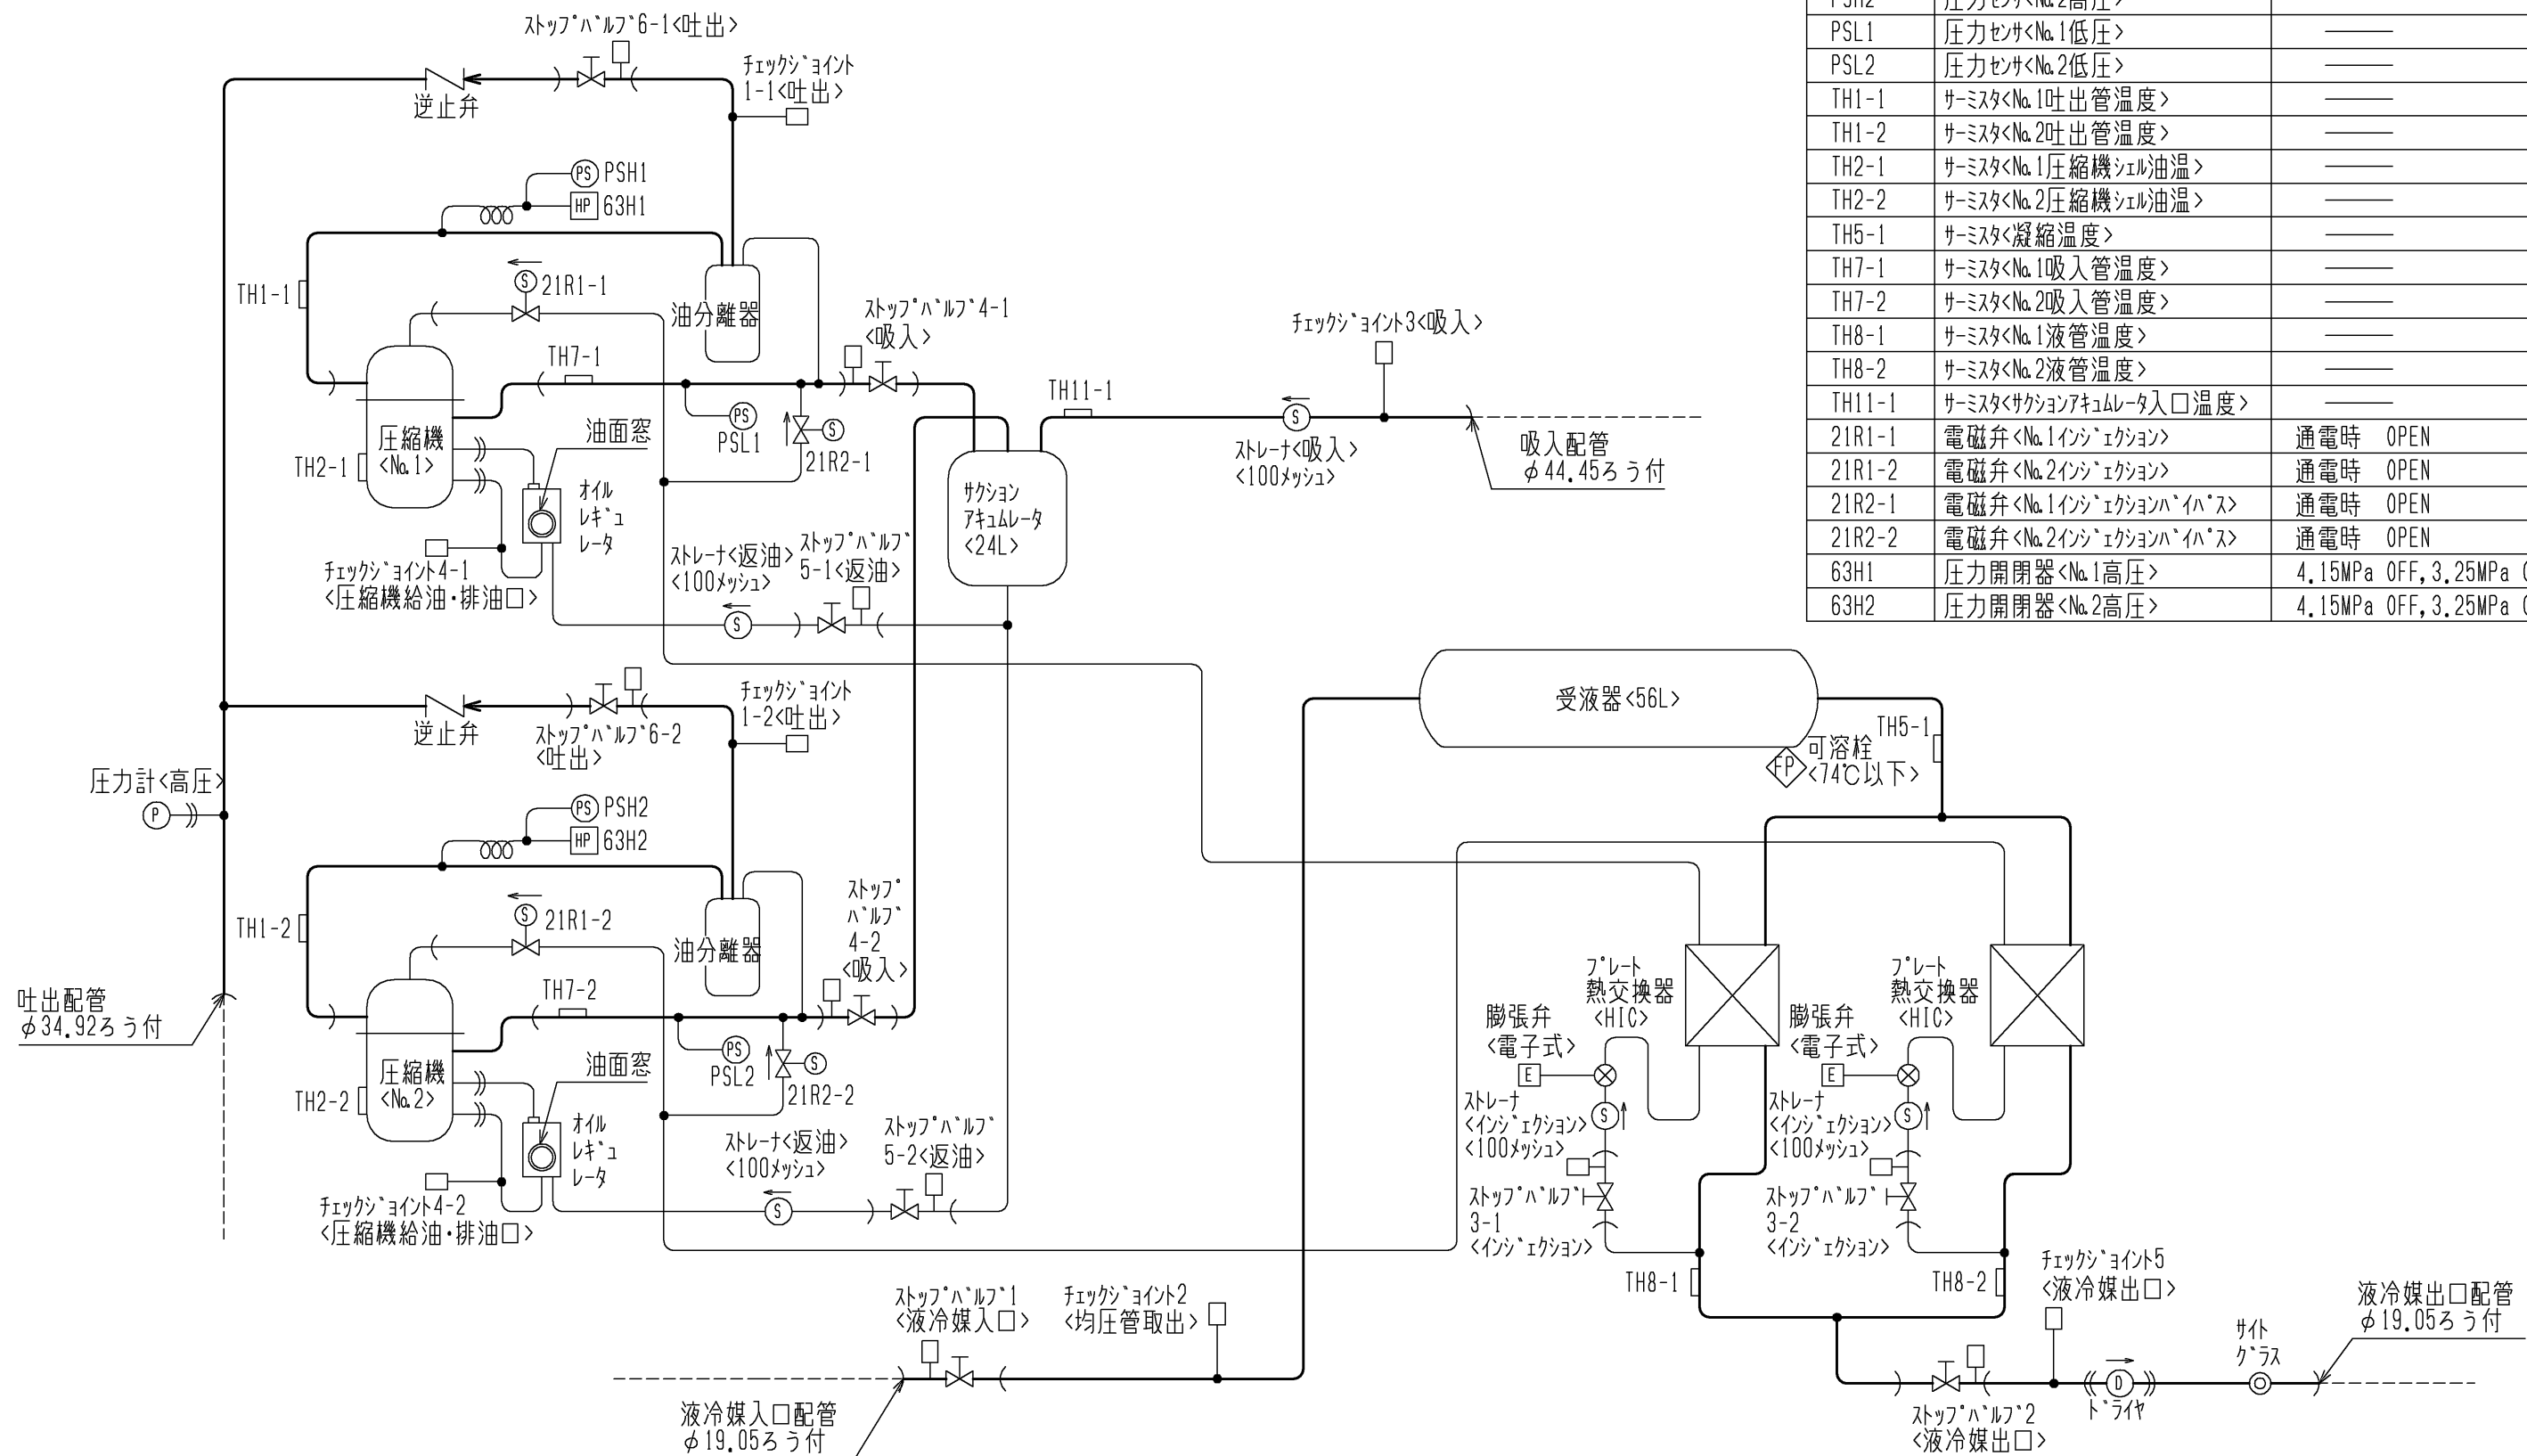 ストップバルブ6-1<吐出>
チェックジョイント
1-1<吐出>
逆止弁
PS PSH1
HP 63H1
TH1-1
S 21R1-1
油分離器
ストップバルブ4-1
<吸入>
TH7-1
圧縮機
<No.1>
TH2-1
油面窓
PS
PSL1
S
21R2-1
オイル
レギュ
レータ
チェックジョイント4-1
<圧縮機給油・排油口>
ストレーナ<返油>
<100メッシュ>
S
ストップバルブ
5-1<返油>
サクション
アキュムレータ
<24L>
TH11-1
チェックジョイント3<吸入>
S
ストレーナ<吸入>
<100メッシュ>
吸入配管
φ44.45ろう付
逆止弁
ストップバルブ6-2
<吐出>
チェックジョイント
1-2<吐出>
圧力計<高圧>
P
PS PSH2
HP 63H2
TH1-2
S 21R1-2
油分離器
ストップ
バルブ
4-2
<吸入>
TH7-2
吐出配管
φ34.92ろう付
圧縮機
<No.2>
TH2-2
油面窓
PS
PSL2
S
21R2-2
オイル
レギュ
レータ
チェックジョイント4-2
<圧縮機給油・排油口>
ストレーナ<返油>
<100メッシュ>
S
ストップバルブ
5-2<返油>
PSL1 圧力センサ<No.1低圧> ――
PSL2 圧力センサ<No.2低圧> ――
TH1-1 サーミスタ<No.1吐出管温度> ――
TH1-2 サーミスタ<No.2吐出管温度> ――
TH2-1 サーミスタ<No.1圧縮機シェル油温> ――
TH2-2 サーミスタ<No.2圧縮機シェル油温> ――
TH5-1 サーミスタ<凝縮温度> ――
TH7-1 サーミスタ<No.1吸入管温度> ――
TH7-2 サーミスタ<No.2吸入管温度> ――
TH8-1 サーミスタ<No.1液管温度> ――
TH8-2 サーミスタ<No.2液管温度> ――
TH11-1 サーミスタ<サクションアキュムレータ入口温度> ――
21R1-1 電磁弁<No.1インジェクション> 通電時 OPEN
21R1-2 電磁弁<No.2インジェクション> 通電時 OPEN
21R2-1 電磁弁<No.1インジェクションバイパス> 通電時 OPEN
21R2-2 電磁弁<No.2インジェクションバイパス> 通電時 OPEN
63H1 圧力開閉器<No.1高圧> 4.15MPa OFF,3.25MPa
63H2 圧力開閉器<No.2高圧> 4.15MPa OFF,3.25MPa
受液器<56L>
FP
可溶栓
<74℃以下>
TH5-1
プレート
熱交換器
<HIC>
膨張弁
<電子式>
E
ストレーナ
<インジェクション>
<100メッシュ>
S
ストップバルブ
3-1
<インジェクション>
TH8-1
プレート
熱交換器
<HIC>
膨張弁
<電子式>
E
ストレーナ
<インジェクション>
<100メッシュ>
S
ストップバルブ
3-2
<インジェクション>
TH8-2
ストップバルブ1
<液冷媒入口>
チェックジョイント2
<均圧管取出>
液冷媒入口配管
φ19.05ろう付
チェックジョイント5
<液冷媒出口>
ストップバルブ2
<液冷媒出口>
D
ドライヤ
サイト
グラス
液冷媒出口配管
φ19.05ろう付